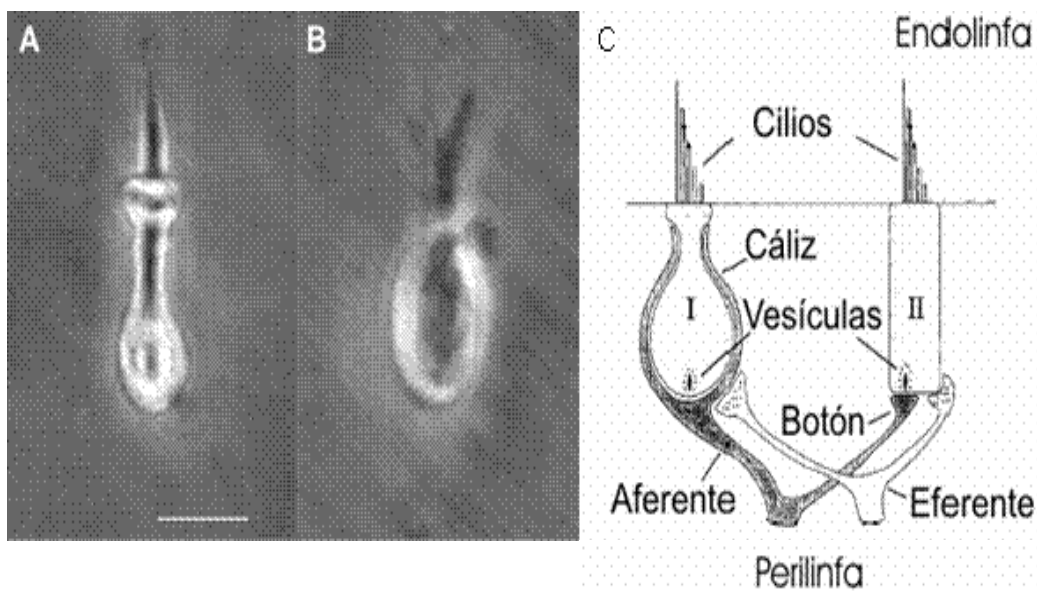 A
B
C
Endolinfa
Cilios
Cáliz
I
Vesículas
II
Botón
Aferente
Eferente
Perilinfa